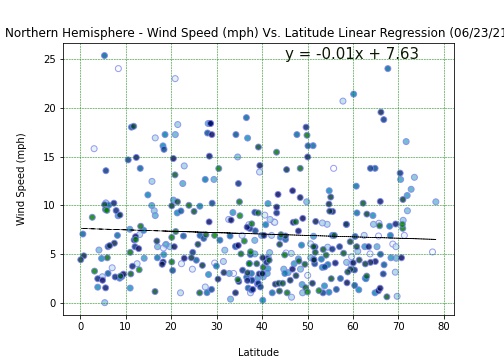 Northern Hemisphere - Wind Speed (mph) Vs. Latitude Linear Regression (06/23/21
y = -0.01x + 7.63
25
20
15
10
5
0
Wind Speed (mph)
0 10 20 30 40 50 60 70 80
Latitude